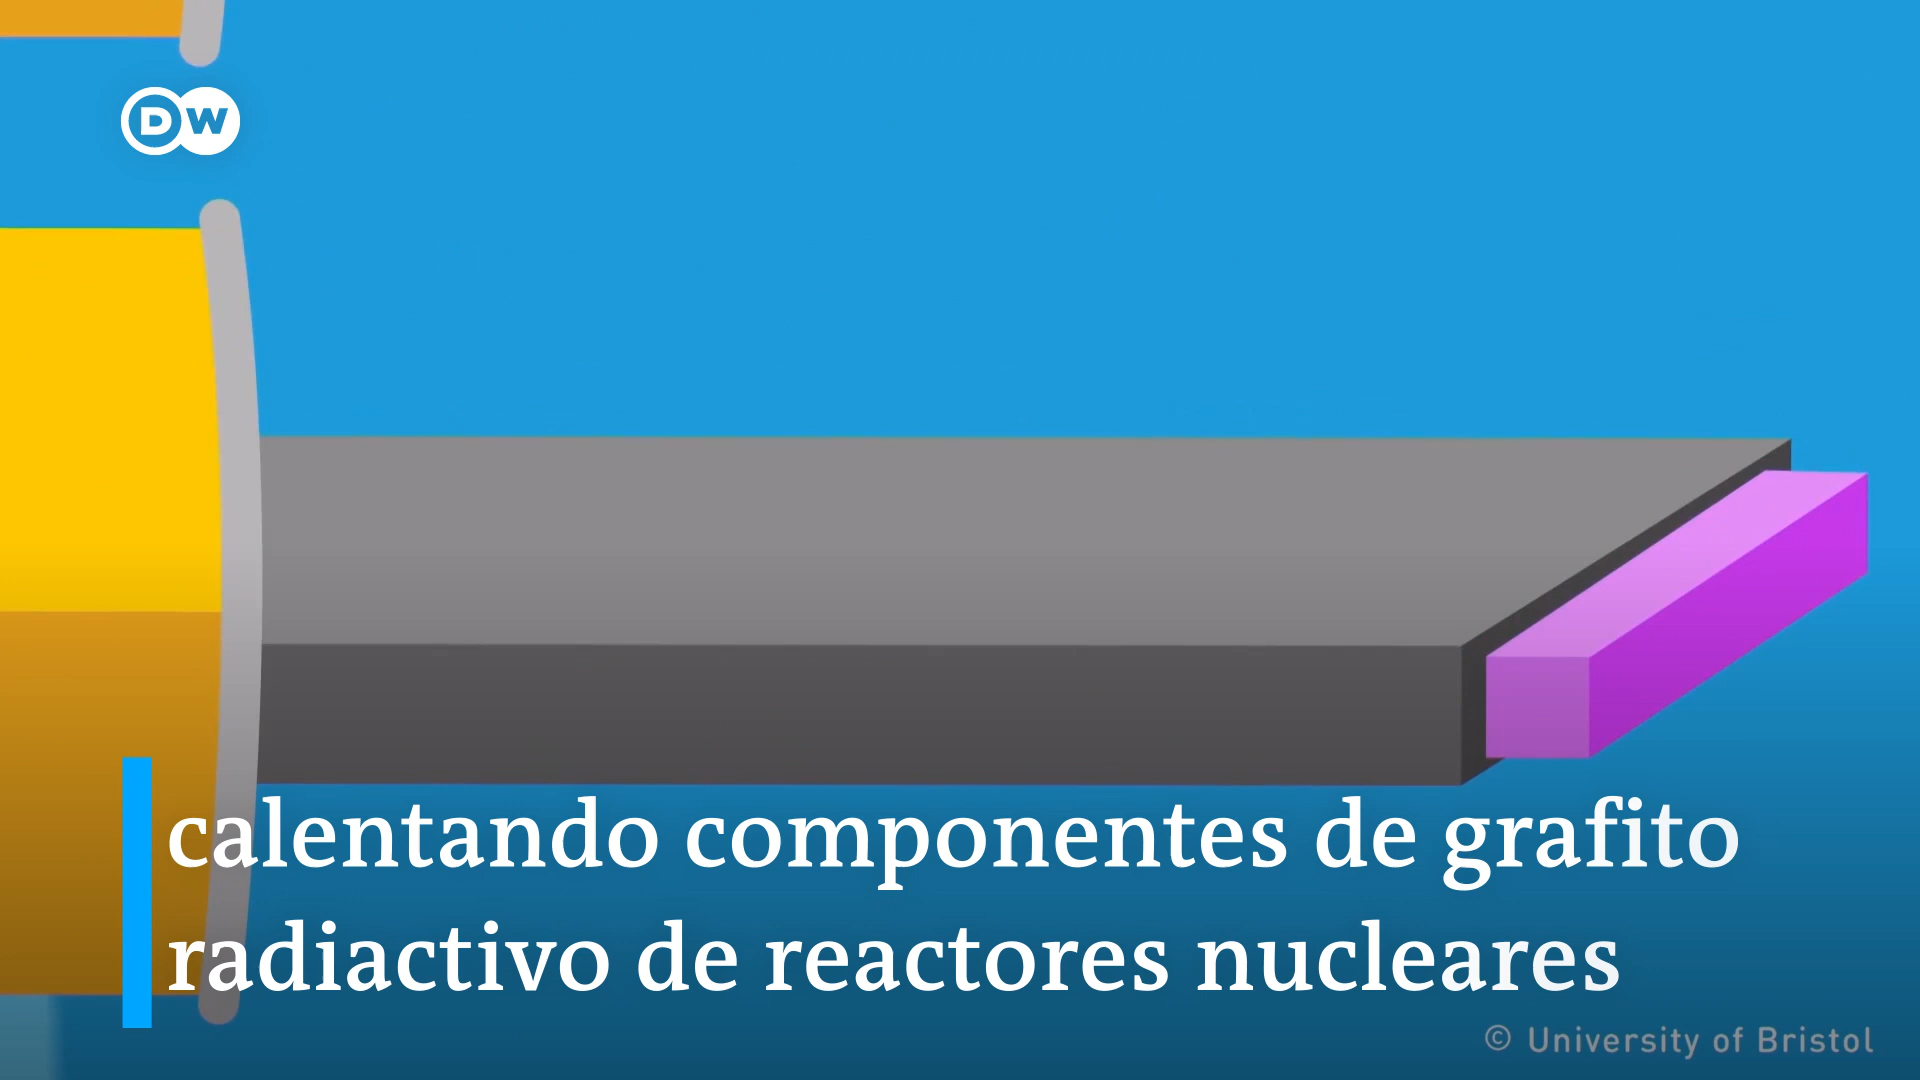 DW
calentando componentes de grafito
radiactivo de reactores nucleares
© University of Bristol